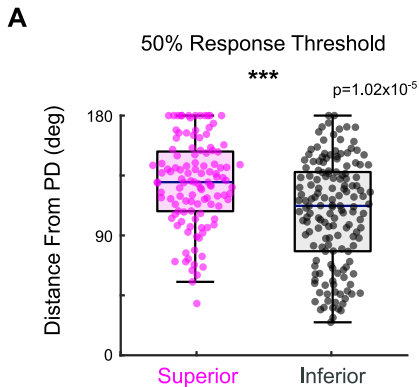 A
50% Response Threshold
***
p=1.02x10⁻⁵
Distance From PD (deg)
180
90
0
Superior
Inferior